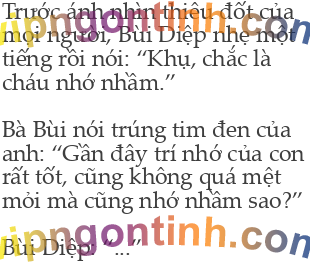 Trước ánh nhìn thiêu đốt của
mọi người, Bùi Diệp nhẹ một
tiếng rồi nói: “Khụ, chắc là
cháu nhớ nhầm.”
Bà Bùi nói trúng tim đen của
anh: “Gần đây trí nhớ của con
rất tốt, cũng không quá mệt
mỏi mà cũng nhớ nhầm sao?”
Bùi Diệp: “...”
vipngontinh.com
vipngontinh.com